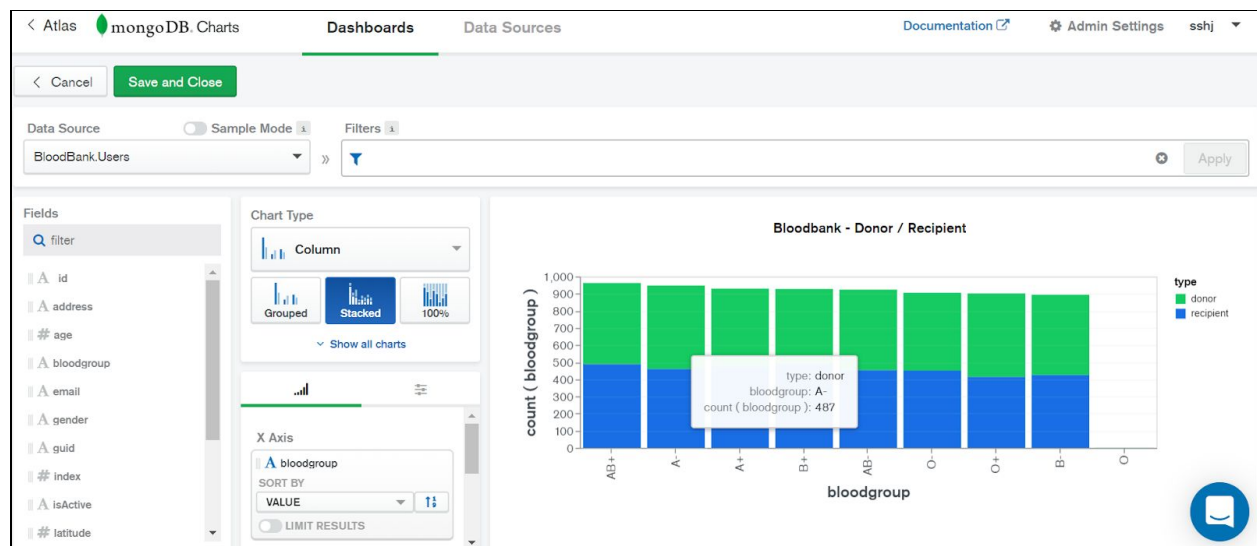 Atlas mongoDB. Charts Dashboards Data Sources Documentation Admin Settings sshj
Cancel Save and Close
Data Source Sample Mode i Filters i
BloodBank.Users » Apply
Fields
filter
A id
A address
# age
A bloodgroup
A email
A gender
A guid
# index
A isActive
# latitude
Chart Type
Column
Grouped Stacked 100%
Show all charts
X Axis
A bloodgroup
SORT BY
VALUE
LIMIT RESULTS
Bloodbank - Donor / Recipient
count ( bloodgroup )
1,000
900
800
700
600
500
400
300
200
100
0
type: donor
bloodgroup: A-
count ( bloodgroup ): 487
AB+ A- A+ B+ AB- O- O+ B- O
bloodgroup
type
donor
recipient